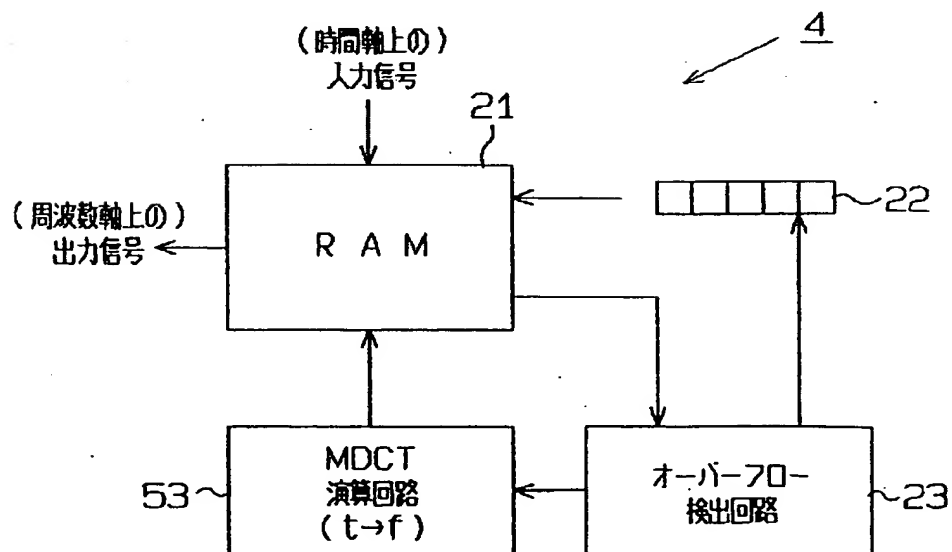 (時間軸上の)
入力信号
4
21
(周波数軸上の)
出力信号
RAM
22
MDCT
演算回路
(t→f)
53
オーバーフロー
検出回路
23